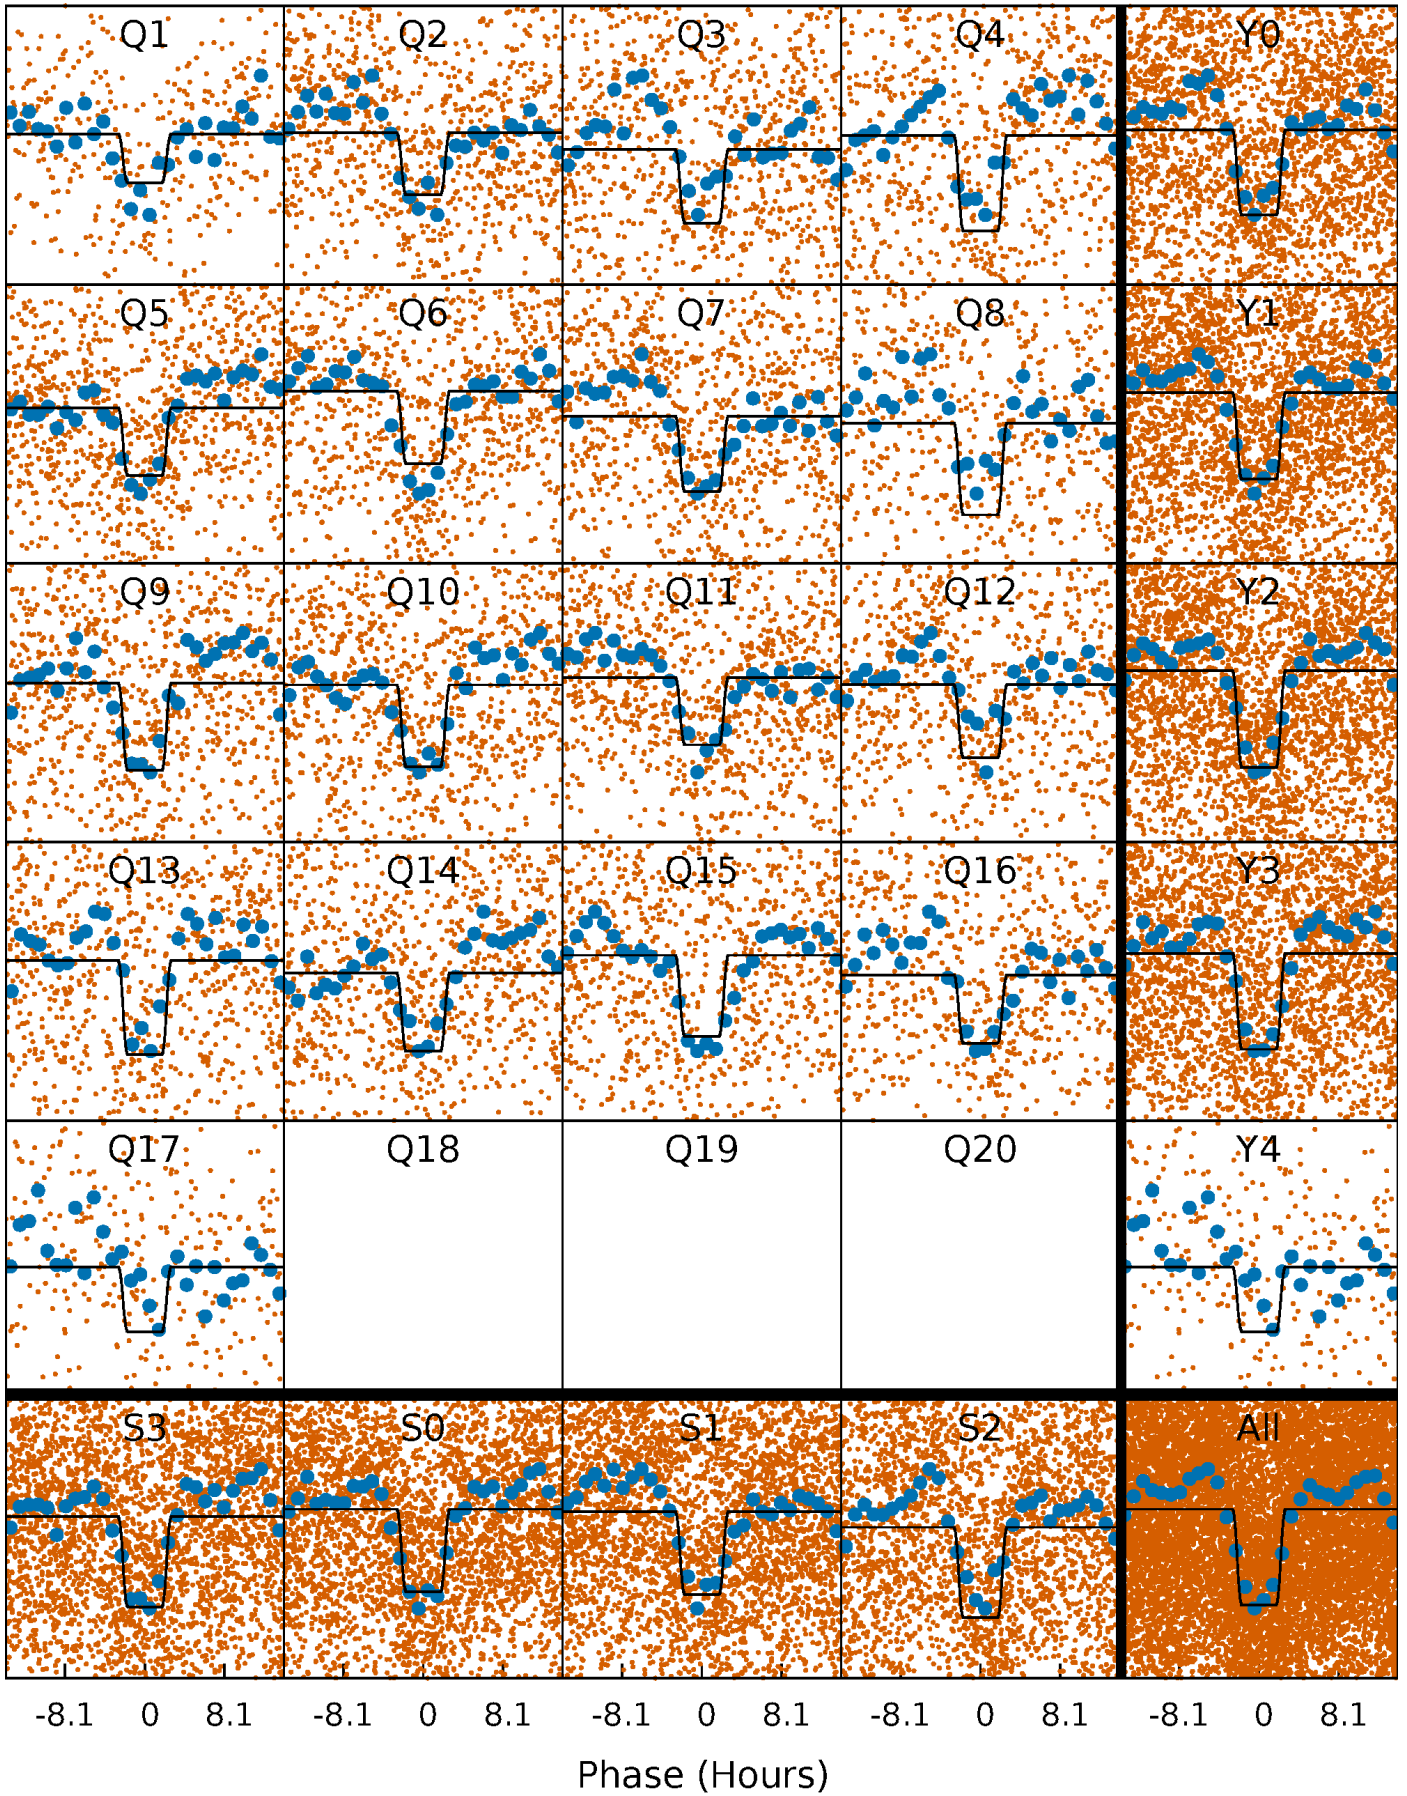 Q1 Q2 Q3 Q4 Y0
Q5 Q6 Q7 Q8 Y1
Q9 Q10 Q11 Q12 Y2
Q13 Q14 Q15 Q16 Y3
Q17 Q18 Q19 Q20 Y4
S3 S0 S1 S2 All
-8.1 0 8.1 -8.1 0 8.1 -8.1 0 8.1 -8.1 0 8.1 -8.1 0 8.1
Phase (Hours)